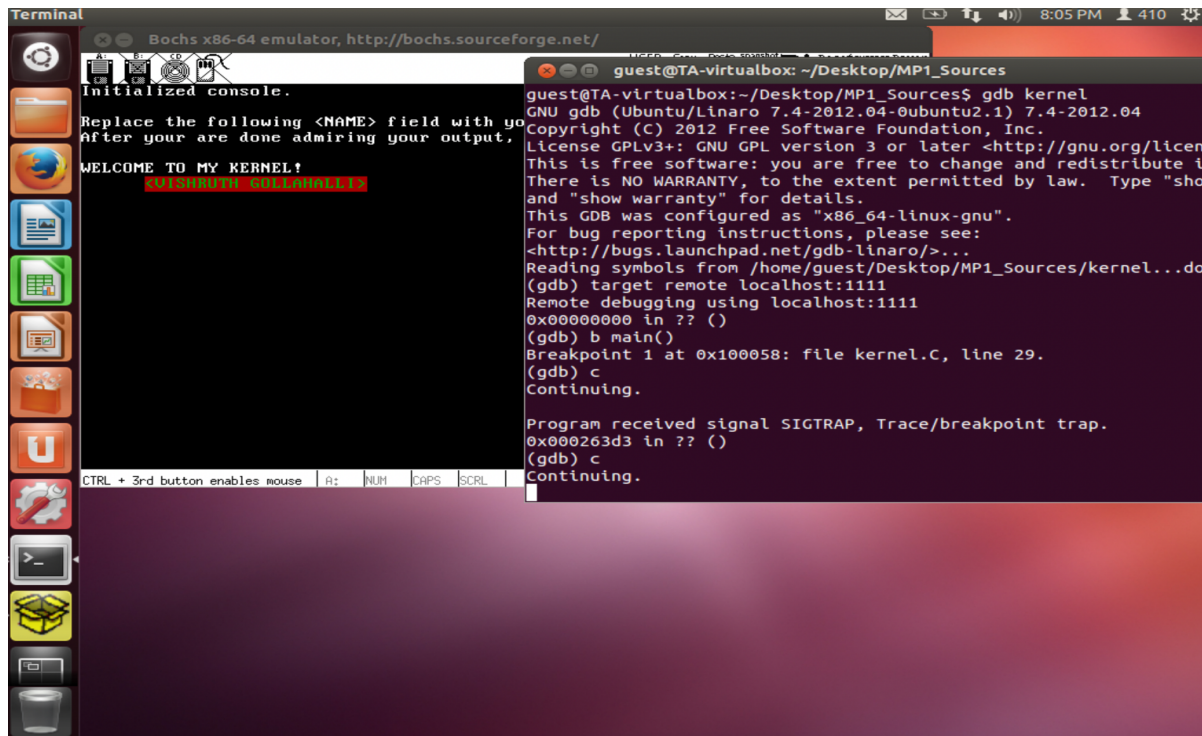 Terminal
8:05 PM
410
Bochs x86-64 emulator, http://bochs.sourceforge.net/
A: B: CD
snapshot
Initialized console.
Replace the following <NAME> field with yo
After your are done admiring your output,
WELCOME TO MY KERNEL!
<VISHRUTH GOLLAHALLI>
CTRL + 3rd button enables mouse A: NUM CAPS SCRL
guest@TA-virtualbox: ~/Desktop/MP1_Sources
guest@TA-virtualbox:~/Desktop/MP1_Sources$ gdb kernel
GNU gdb (Ubuntu/Linaro 7.4-2012.04-0ubuntu2.1) 7.4-2012.04
Copyright (C) 2012 Free Software Foundation, Inc.
License GPLv3+: GNU GPL version 3 or later <http://gnu.org/licen
This is free software: you are free to change and redistribute i
There is NO WARRANTY, to the extent permitted by law.  Type "sho
and "show warranty" for details.
This GDB was configured as "x86_64-linux-gnu".
For bug reporting instructions, please see:
<http://bugs.launchpad.net/gdb-linaro/>...
Reading symbols from /home/guest/Desktop/MP1_Sources/kernel...do
(gdb) target remote localhost:1111
Remote debugging using localhost:1111
0x00000000 in ?? ()
(gdb) b main()
Breakpoint 1 at 0x100058: file kernel.C, line 29.
(gdb) c
Continuing.
Program received signal SIGTRAP, Trace/breakpoint trap.
0x000263d3 in ?? ()
(gdb) c
Continuing.